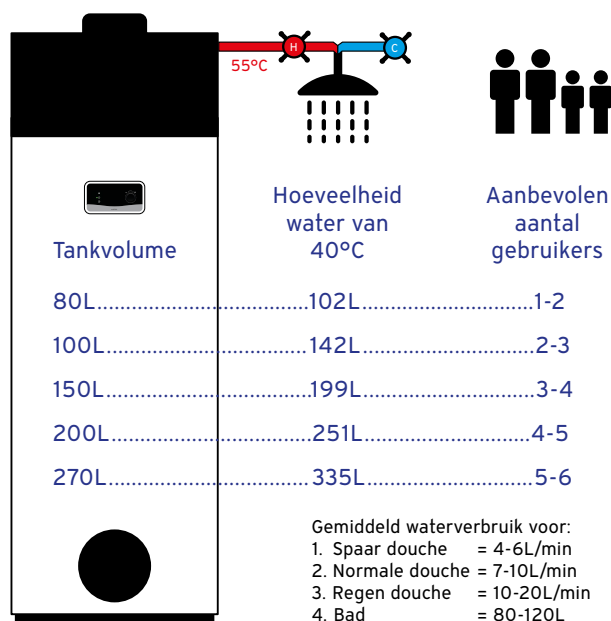 H
C
55°C
Hoeveelheid
water van
40°C
Aanbevolen
aantal
gebruikers
Tankvolume
80L..........................................102L.................................1-2
100L........................................142L................................2-3
150L........................................199L................................3-4
200L.......................................251L................................4-5
270L.......................................335L................................5-6
Gemiddeld waterverbruik voor:
1. Spaar douche = 4-6L/min
2. Normale douche = 7-10L/min
3. Regen douche = 10-20L/min
4. Bad = 80-120L